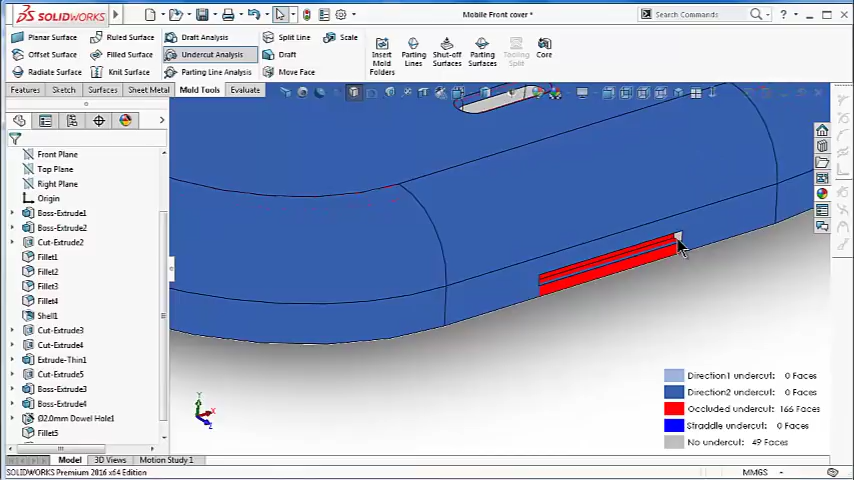 SOLIDWORKS
Mobile Front cover *
Search Commands
Planar Surface
Ruled Surface
Draft Analysis
Split Line
Scale
Offset Surface
Filled Surface
Undercut Analysis
Draft
Radiate Surface
Knit Surface
Parting Line Analysis
Move Face
Insert Mold Folders
Parting Lines
Shut-off Surfaces
Parting Surfaces
Tooling Split
Core
Features
Sketch
Surfaces
Sheet Metal
Mold Tools
Evaluate
Front Plane
Top Plane
Right Plane
Origin
Boss-Extrude1
Boss-Extrude2
Cut-Extrude2
Fillet1
Fillet2
Fillet3
Fillet4
Shell1
Cut-Extrude3
Cut-Extrude4
Extrude-Thin1
Cut-Extrude5
Boss-Extrude3
Boss-Extrude4
Ø2.0mm Dowel Hole1
Fillet5
Y
X
Z
Direction1 undercut: 0 Faces
Direction2 undercut: 0 Faces
Occluded undercut: 166 Faces
Straddle undercut: 0 Faces
No undercut: 49 Faces
Model
3D Views
Motion Study 1
SOLIDWORKS Premium 2016 x64 Edition
MMGS